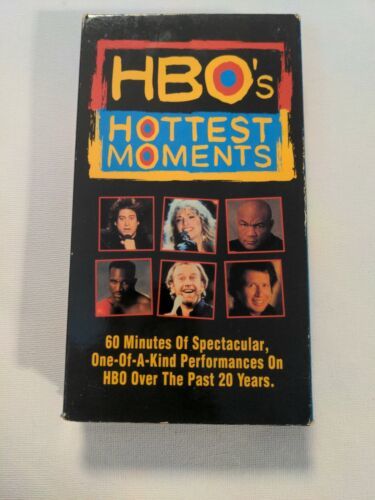 HBO's
HOTTEST
MOMENTS
60 Minutes Of Spectacular,
One-Of-A-Kind Performances On
HBO Over The Past 20 Years.